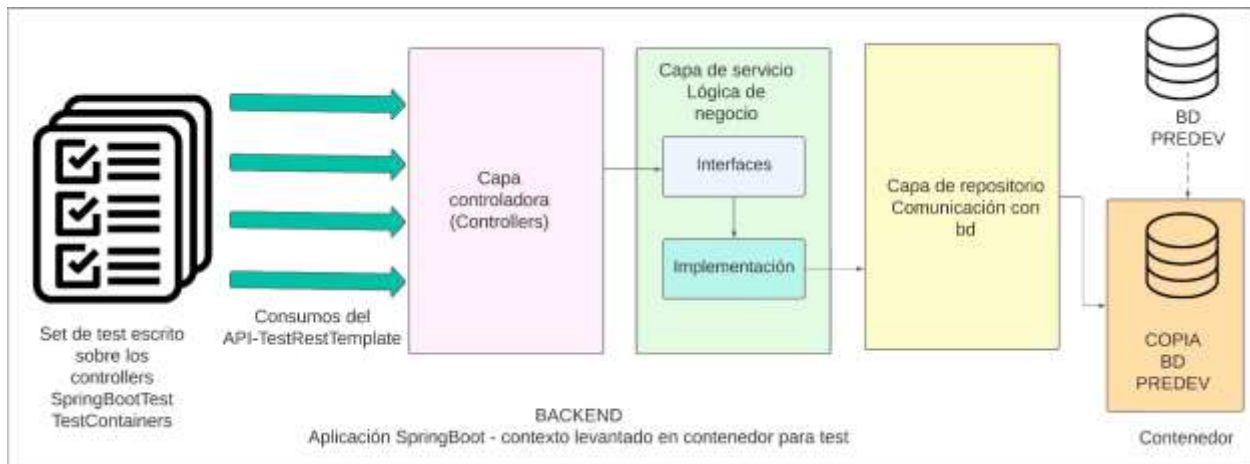 Set de test escrito
sobre los
controllers
SpringBootTest
TestContainers
Consumos del
API-TestRestTemplate
Capa
controladora
(Controllers)
Capa de servicio
Lógica de
negocio
Interfaces
Implementación
Capa de repositorio
Comunicación con
bd
BD
PREDEV
COPIA
BD
PREDEV
Contenedor
BACKEND
Aplicación SpringBoot - contexto levantado en contenedor para test